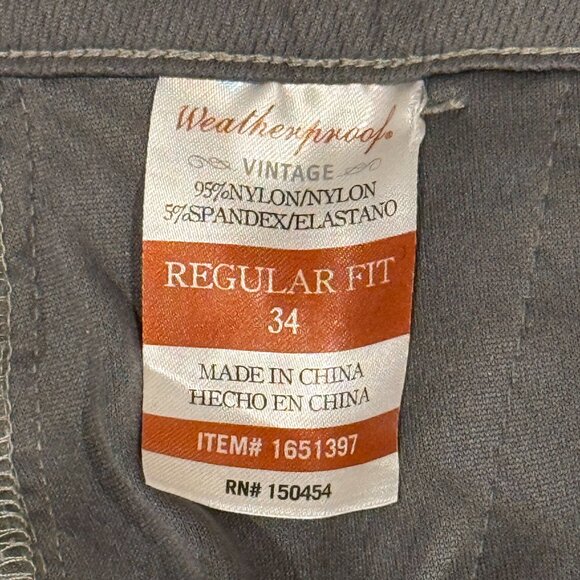 Weatherproof®
VINTAGE
95%NYLON/NYLON
5%SPANDEX/ELASTANO
REGULAR FIT
34
MADE IN CHINA
HECHO EN CHINA
ITEM# 1651397
RN# 150454